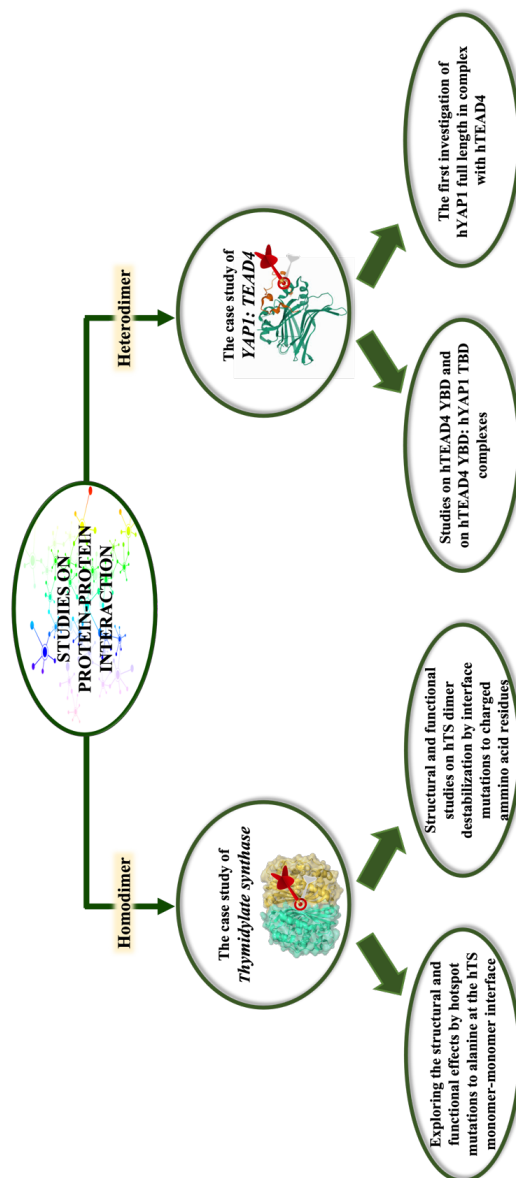 STUDIES ON
PROTEIN-PROTEIN
INTERACTION
Homodimer
Heterodimer
The case study of
Thymidylate synthase
The case study of
YAP1: TEAD4
Exploring the structural and
functional effects by hotspot
mutations to alanine at the hTS
monomer-monomer interface
Structural and functional
studies on hTS dimer
destabilization by interface
mutations to charged
ammino acid residues
Studies on hTEAD4 YBD and
on hTEAD4 YBD: hYAP1 TBD
complexes
The first investigation of
hYAP1 full length in complex
with hTEAD4